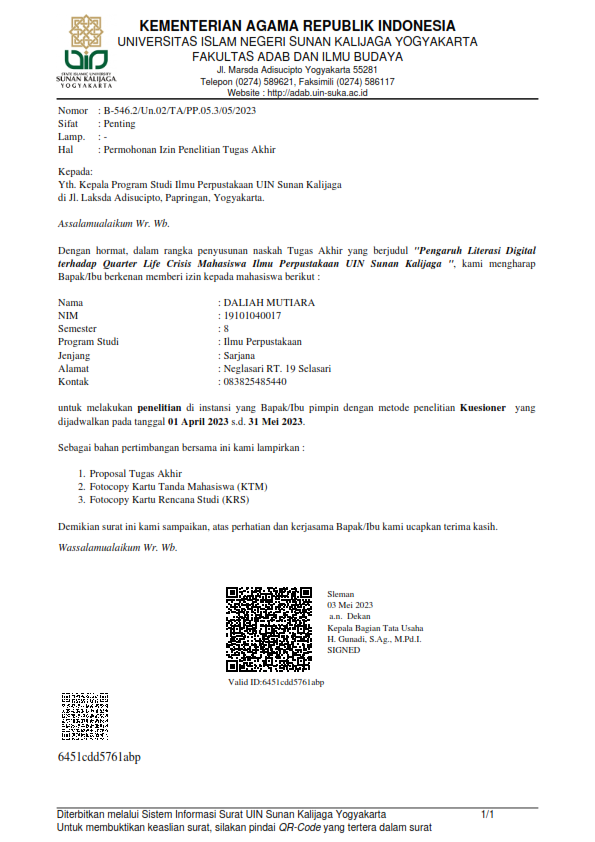 KEMENTERIAN AGAMA REPUBLIK INDONESIA
UNIVERSITAS ISLAM NEGERI SUNAN KALIJAGA YOGYAKARTA
FAKULTAS ADAB DAN ILMU BUDAYA
Jl. Marsda Adisucipto Yogyakarta 55281
Telepon (0274) 589621, Faksimili (0274) 586117
Website : http://adab.uin-suka.ac.id
STATE ISLAMIC UNIVERSITY
SUNAN KALIJAGA
YOGYAKARTA
Nomor : B-546.2/Un.02/TA/PP.05.3/05/2023
Sifat : Penting
Lamp. : -
Hal : Permohonan Izin Penelitian Tugas Akhir
Kepada:
Yth. Kepala Program Studi Ilmu Perpustakaan UIN Sunan Kalijaga
di Jl. Laksda Adisucipto, Papringan, Yogyakarta.
Assalamualaikum Wr. Wb.
Dengan hormat, dalam rangka penyusunan naskah Tugas Akhir yang berjudul "Pengaruh Literasi Digital
terhadap Quarter Life Crisis Mahasiswa Ilmu Perpustakaan UIN Sunan Kalijaga ", kami mengharap
Bapak/Ibu berkenan memberi izin kepada mahasiswa berikut :
Nama : DALIAH MUTIARA
NIM : 19101040017
Semester : 8
Program Studi : Ilmu Perpustakaan
Jenjang : Sarjana
Alamat : Neglasari RT. 19 Selasari
Kontak : 083825485440
untuk melakukan penelitian di instansi yang Bapak/Ibu pimpin dengan metode penelitian Kuesioner yang
dijadwalkan pada tanggal 01 April 2023 s.d. 31 Mei 2023.
Sebagai bahan pertimbangan bersama ini kami lampirkan :
1. Proposal Tugas Akhir
2. Fotocopy Kartu Tanda Mahasiswa (KTM)
3. Fotocopy Kartu Rencana Studi (KRS)
Demikian surat ini kami sampaikan, atas perhatian dan kerjasama Bapak/Ibu kami ucapkan terima kasih.
Wassalamualaikum Wr. Wb.
Sleman
03 Mei 2023
a.n. Dekan
Kepala Bagian Tata Usaha
H. Gunadi, S.Ag., M.Pd.I.
SIGNED
Valid ID:6451cdd5761abp
6451cdd5761abp
Diterbitkan melalui Sistem Informasi Surat UIN Sunan Kalijaga Yogyakarta 1/1
Untuk membuktikan keaslian surat, silakan pindai QR-Code yang tertera dalam surat